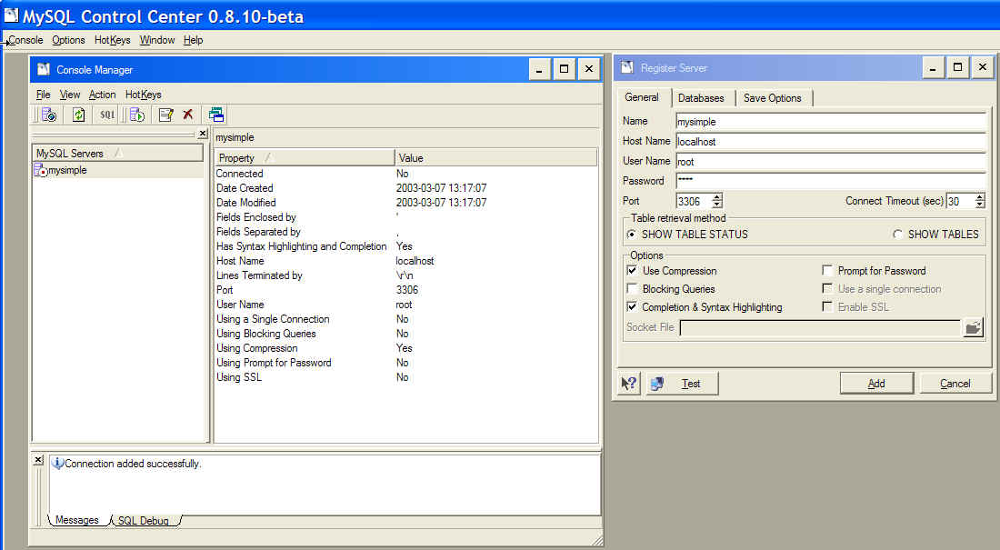 MySQL Control Center 0.8.10-beta
Console Options HotKeys Window Help
Console Manager
File View Action HotKeys
SQL
mysimple
MySQL Servers
mysimple
Property Value
Connected No
Date Created 2003-03-07 13:17:07
Date Modified 2003-03-07 13:17:07
Fields Enclosed by '
Fields Separated by ,
Has Syntax Highlighting and Completion Yes
Host Name localhost
Lines Terminated by \r\n
Port 3306
User Name root
Using a Single Connection No
Using Blocking Queries No
Using Compression Yes
Using Prompt for Password No
Using SSL No
Connection added successfully.
Messages SQL Debug
Register Server
General Databases Save Options
Name mysimple
Host Name localhost
User Name root
Password ****
Port 3306 Connect Timeout (sec) 30
Table retrieval method
SHOW TABLE STATUS SHOW TABLES
Options
Use Compression Prompt for Password
Blocking Queries Use a single connection
Completion & Syntax Highlighting Enable SSL
Socket File
? Test Add Cancel